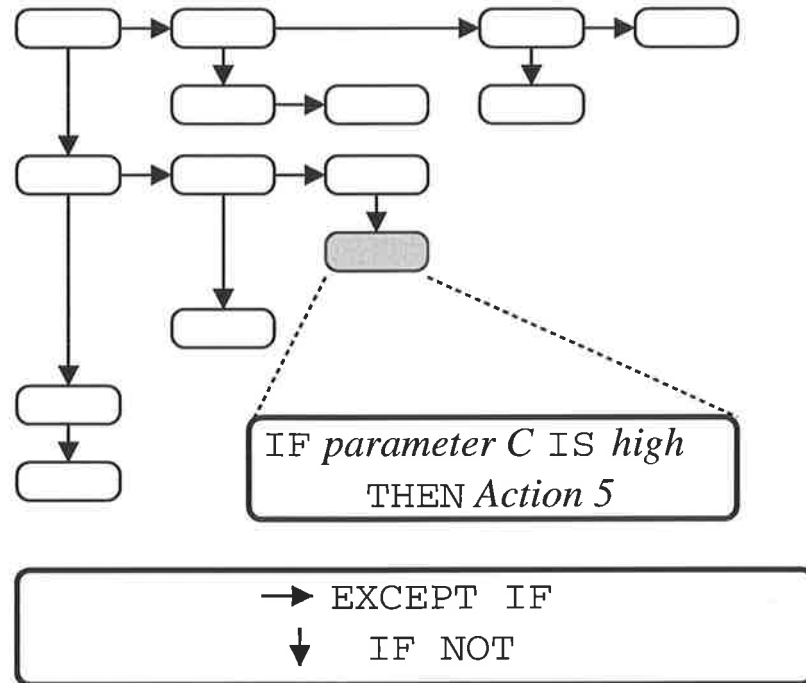 IF parameter C IS high
THEN Action 5
EXCEPT IF
IF NOT